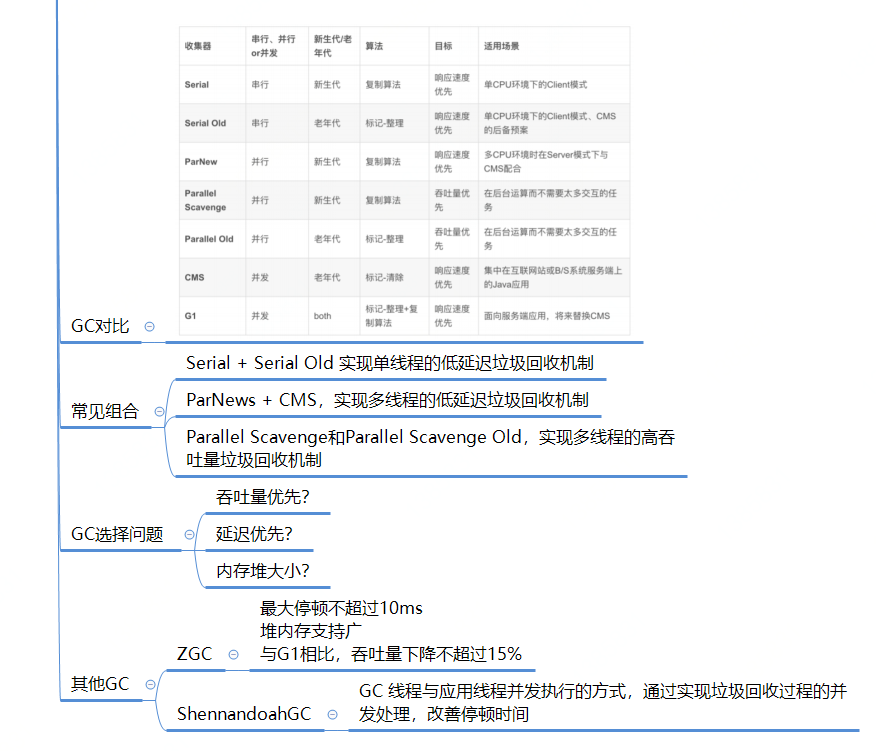 收集器 串行、并行or并发 新生代/老年代 算法 目标 适用场景
Serial 串行 新生代 复制算法 响应速度优先 单CPU环境下的Client模式
Serial Old 串行 老年代 标记-整理 响应速度优先 单CPU环境下的Client模式、CMS的后备预案
ParNew 并行 新生代 复制算法 响应速度优先 多CPU环境时在Server模式下与CMS配合
Parallel Scavenge 并行 新生代 复制算法 吞吐量优先 在后台运算而不需要太多交互的任务
Parallel Old 并行 老年代 标记-整理 吞吐量优先 在后台运算而不需要太多交互的任务
CMS 并发 老年代 标记-清除 响应速度优先 集中在互联网站或B/S系统服务端上的Java应用
G1 并发 both 标记-整理+复制算法 响应速度优先 面向服务端应用，将来替换CMS
GC对比
常见组合
Serial + Serial Old 实现单线程的低延迟垃圾回收机制
ParNews + CMS，实现多线程的低延迟垃圾回收机制
Parallel Scavenge和Parallel Scavenge Old，实现多线程的高吞
吐量垃圾回收机制
GC选择问题
吞吐量优先？
延迟优先？
内存堆大小？
其他GC
ZGC
最大停顿不超过10ms
堆内存支持广
与G1相比，吞吐量下降不超过15%
ShennandoahGC
GC 线程与应用线程并发执行的方式，通过实现垃圾回收过程的并
发处理，改善停顿时间